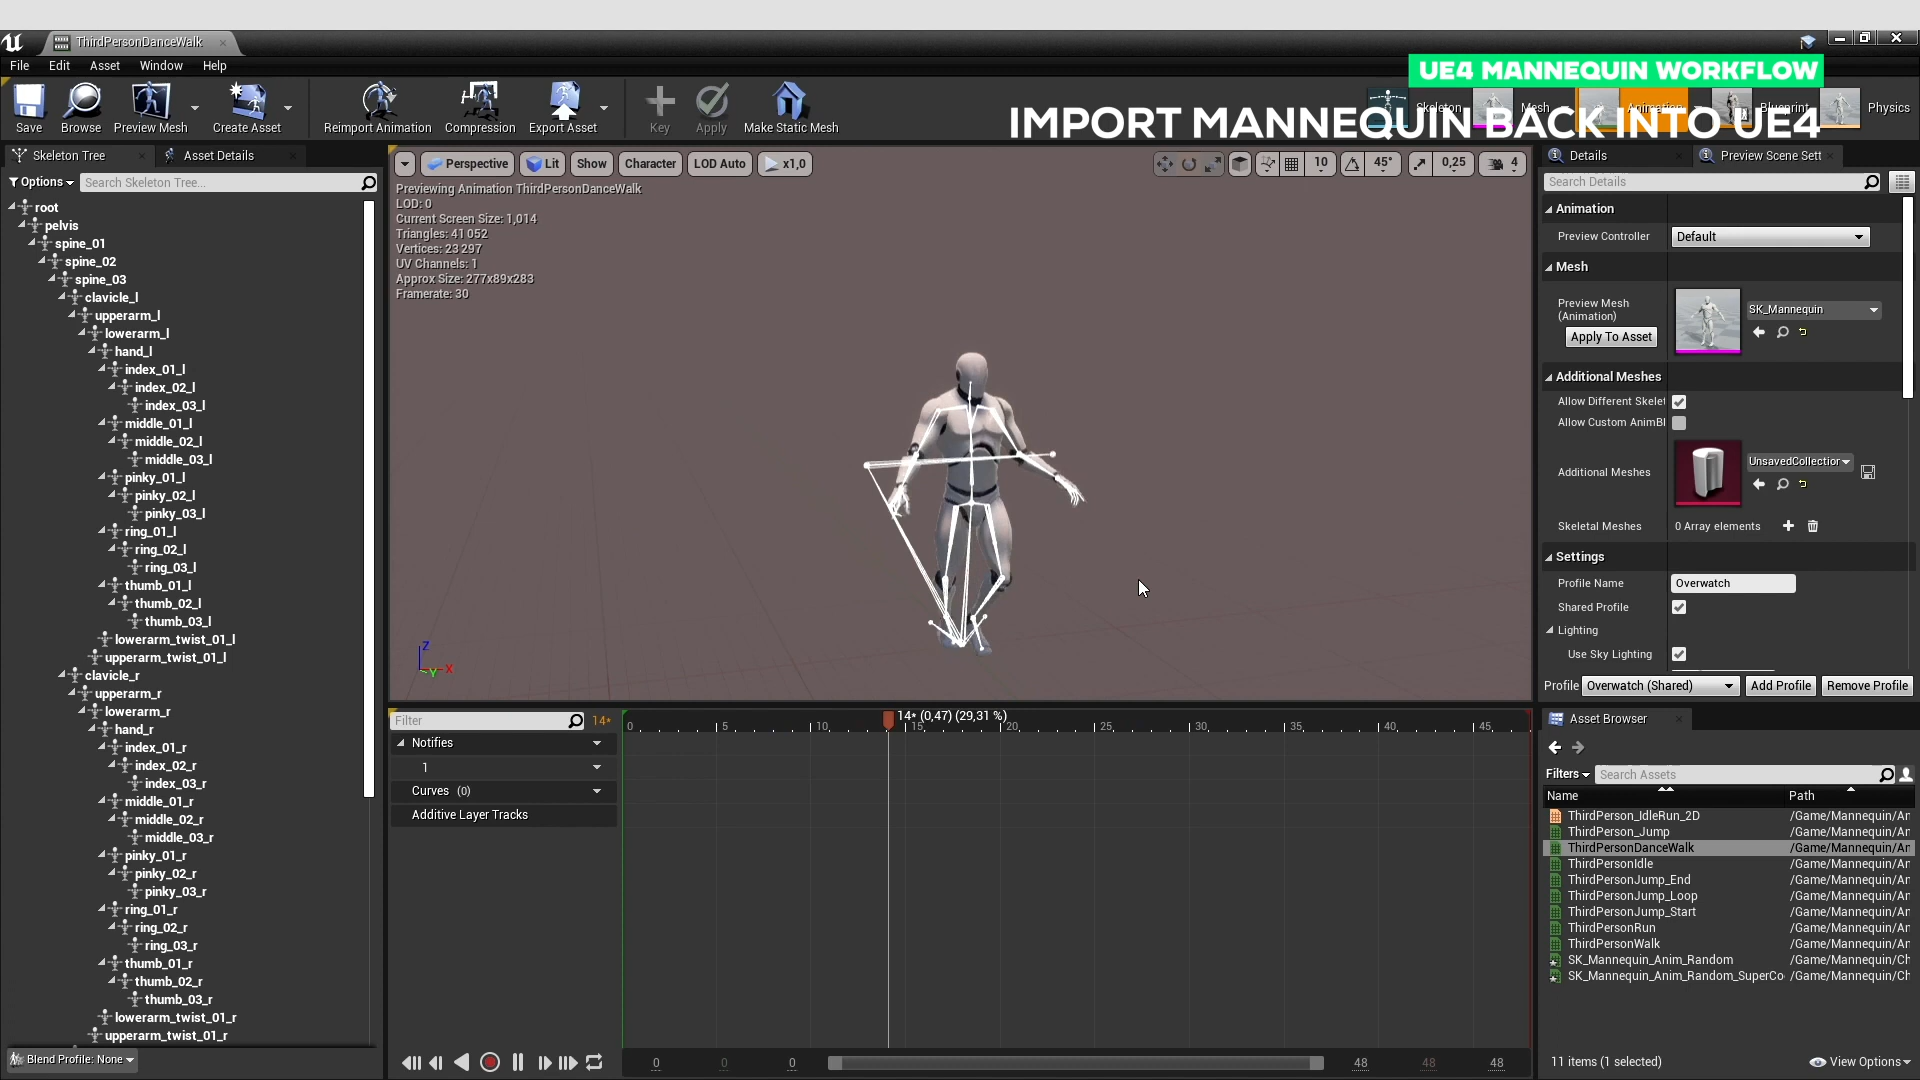 ThirdPersonDanceWalk
File Edit Asset Window Help
UE4 MANNEQUIN WORKFLOW
IMPORT MANNEQUIN BACK INTO UE4
Save Browse Preview Mesh Create Asset Reimport Animation Compression Export Asset Key Apply Make Static Mesh
Skeleton Mesh Animation Blueprint Physics
Skeleton Tree Asset Details
Options Search Skeleton Tree...
root
pelvis
spine_01
spine_02
spine_03
clavicle_l
upperarm_l
lowerarm_l
hand_l
index_01_l
index_02_l
index_03_l
middle_01_l
middle_02_l
middle_03_l
pinky_01_l
pinky_02_l
pinky_03_l
ring_01_l
ring_02_l
ring_03_l
thumb_01_l
thumb_02_l
thumb_03_l
lowerarm_twist_01_l
upperarm_twist_01_l
clavicle_r
upperarm_r
lowerarm_r
hand_r
index_01_r
index_02_r
index_03_r
middle_01_r
middle_02_r
middle_03_r
pinky_01_r
pinky_02_r
pinky_03_r
ring_01_r
ring_02_r
ring_03_r
thumb_01_r
thumb_02_r
thumb_03_r
lowerarm_twist_01_r
upperarm_twist_01_r
Blend Profile: None
Perspective Lit Show Character LOD Auto x1,0 10 45° 0,25 4
Previewing Animation ThirdPersonDanceWalk
LOD: 0
Current Screen Size: 1,014
Triangles: 41 052
Vertices: 23 297
UV Channels: 1
Approx Size: 277x89x283
Framerate: 30
Z
X
Y
Filter 14*
14* (0,47) (29,31 %)
0 5 10 15 20 25 30 35 40 45
Notifies
1
Curves (0)
Additive Layer Tracks
0 0 0 48 48 48
Details Preview Scene Sett
Search Details
Animation
Preview Controller Default
Mesh
Preview Mesh
(Animation)
Apply To Asset
SK_Mannequin
Additional Meshes
Allow Different Skelet
Allow Custom AnimBl
Additional Meshes UnsavedCollection
Skeletal Meshes 0 Array elements
Settings
Profile Name Overwatch
Shared Profile
Lighting
Use Sky Lighting
Profile Overwatch (Shared) Add Profile Remove Profile
Asset Browser
Filters Search Assets
Name Path
ThirdPerson_IdleRun_2D /Game/Mannequin/An
ThirdPerson_Jump /Game/Mannequin/An
ThirdPersonDanceWalk /Game/Mannequin/An
ThirdPersonIdle /Game/Mannequin/An
ThirdPersonJump_End /Game/Mannequin/An
ThirdPersonJump_Loop /Game/Mannequin/An
ThirdPersonJump_Start /Game/Mannequin/An
ThirdPersonRun /Game/Mannequin/An
ThirdPersonWalk /Game/Mannequin/An
SK_Mannequin_Anim_Random /Game/Mannequin/Ch
SK_Mannequin_Anim_Random_SuperCo /Game/Mannequin/Ch
11 items (1 selected) View Options